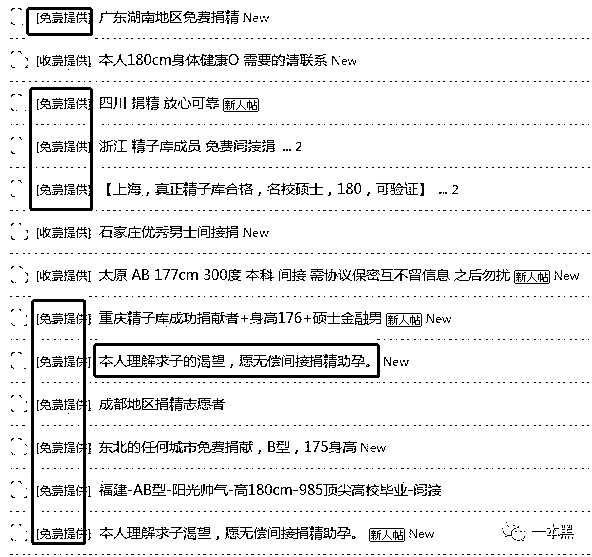 [免费提供] 广东湖南地区免费捐精 New
[收费提供] 本人180cm身体健康O 需要的请联系 New
[免费提供] 四川 捐精 放心可靠 新人帖
[免费提供] 浙江 精子库成员 免费间接捐 ... 2
[免费提供] 【上海，真正精子库合格，名校硕士，180，可验证】 ... 2
[收费提供] 石家庄优秀男士间接捐 New
[收费提供] 太原 AB 177cm 300度 本科 间接 需协议保密互不留信息 之后勿扰 新人帖 New
[免费提供] 重庆精子库成功捐献者+身高176+硕士金融男 新人帖 New
[免费提供] 本人理解求子的渴望，愿无偿间接捐精助孕。 New
[免费提供] 成都地区捐精志愿者
[免费提供] 东北的任何城市免费捐献，B型，175身高 New
[免费提供] 福建-AB型-阳光帅气-高180cm-985顶尖高校毕业-间接
[免费提供] 本人理解求子渴望，愿无偿间接捐精助孕。 新人帖 New
一本黑